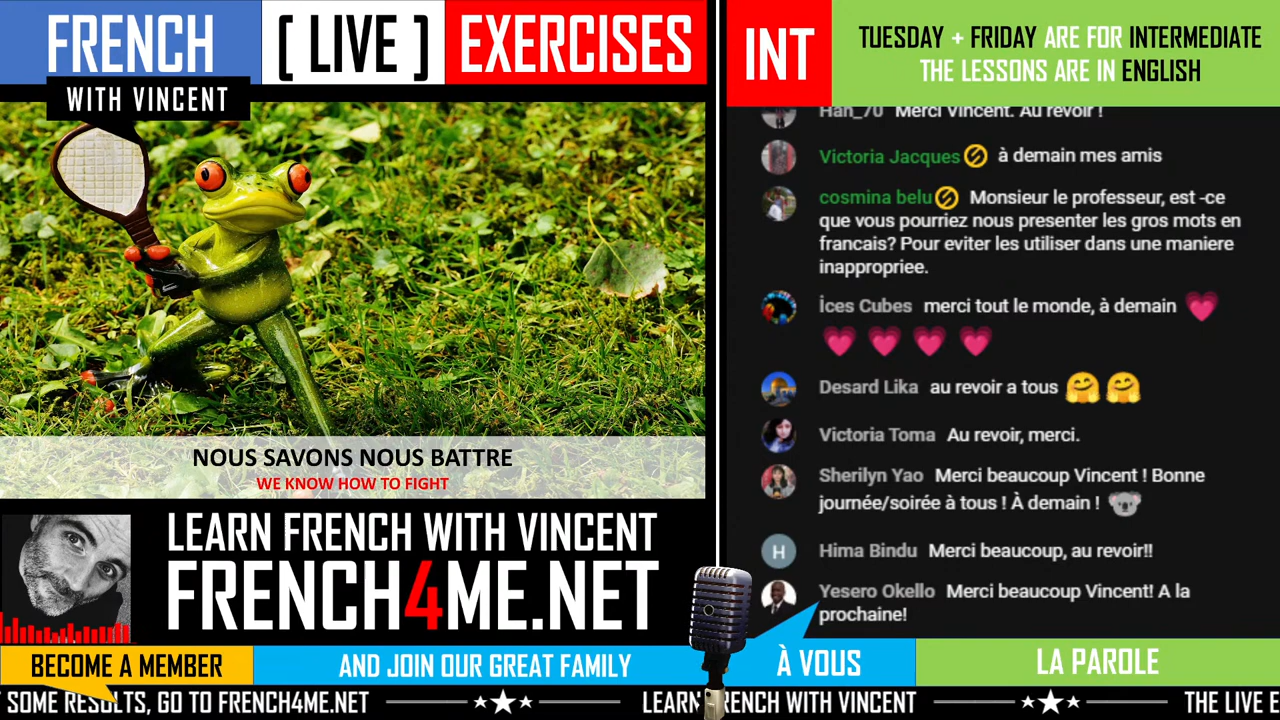 FRENCH
[ LIVE ]
EXERCISES
WITH VINCENT
NOUS SAVONS NOUS BATTRE
WE KNOW HOW TO FIGHT
LEARN FRENCH WITH VINCENT
FRENCH4ME.NET
BECOME A MEMBER
AND JOIN OUR GREAT FAMILY
INT
TUESDAY + FRIDAY ARE FOR INTERMEDIATE
THE LESSONS ARE IN ENGLISH
Han_70 Merci Vincent. Au revoir !
Victoria Jacques à demain mes amis
cosmina belu Monsieur le professeur, est -ce
que vous pourriez nous presenter les gros mots en
francais? Pour eviter les utiliser dans une maniere
inappropriee.
İces Cubes merci tout le monde, à demain
Desard Lika au revoir a tous
Victoria Toma Au revoir, merci.
Sherilyn Yao Merci beaucoup Vincent ! Bonne
journée/soirée à tous ! À demain !
H Hima Bindu Merci beaucoup, au revoir!!
Yesero Okello Merci beaucoup Vincent! A la
prochaine!
À VOUS
LA PAROLE
SOME RESULTS, GO TO FRENCH4ME.NET LEARN FRENCH WITH VINCENT THE LIVE E